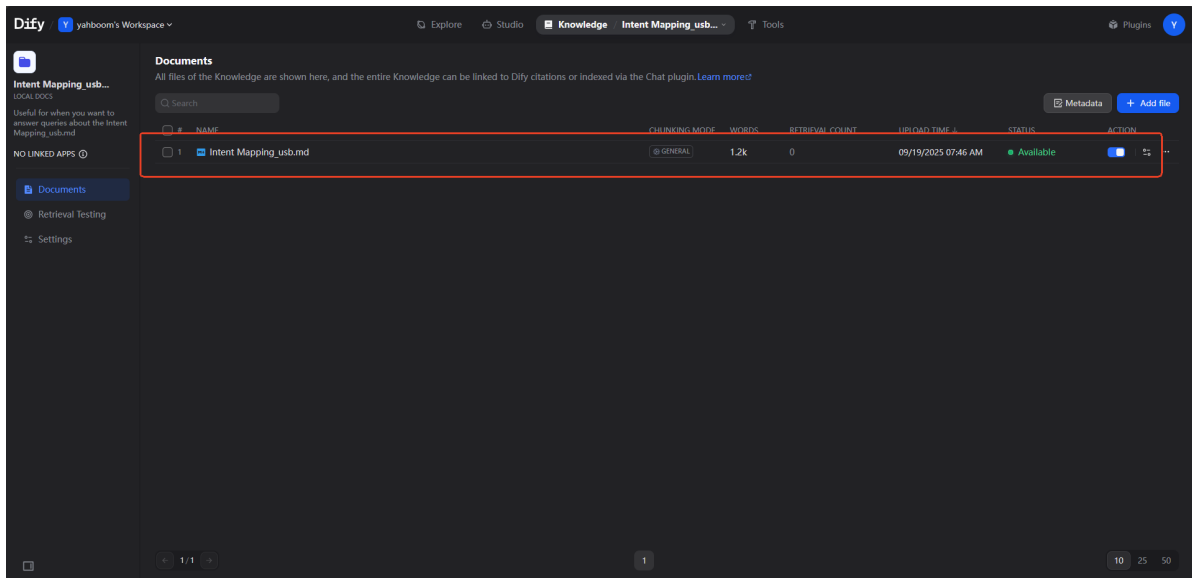 Dify / Y yahboom's Workspace
Explore
Studio
Knowledge / Intent Mapping_usb...
Tools
Plugins
Y
Intent Mapping_usb...
LOCAL DOCS
Useful for when you want to
answer queries about the Intent
Mapping_usb.md
NO LINKED APPS
Documents
Retrieval Testing
Settings
Documents
All files of the Knowledge are shown here, and the entire Knowledge can be linked to Dify citations or indexed via the Chat plugin. Learn more
Search
Metadata
+ Add file
# NAME CHUNKING MODE WORDS RETRIEVAL COUNT UPLOAD TIME ↓ STATUS ACTION
1 Intent Mapping_usb.md GENERAL 1.2k 0 09/19/2025 07:46 AM Available ...
← 1/1 →
1
10 25 50